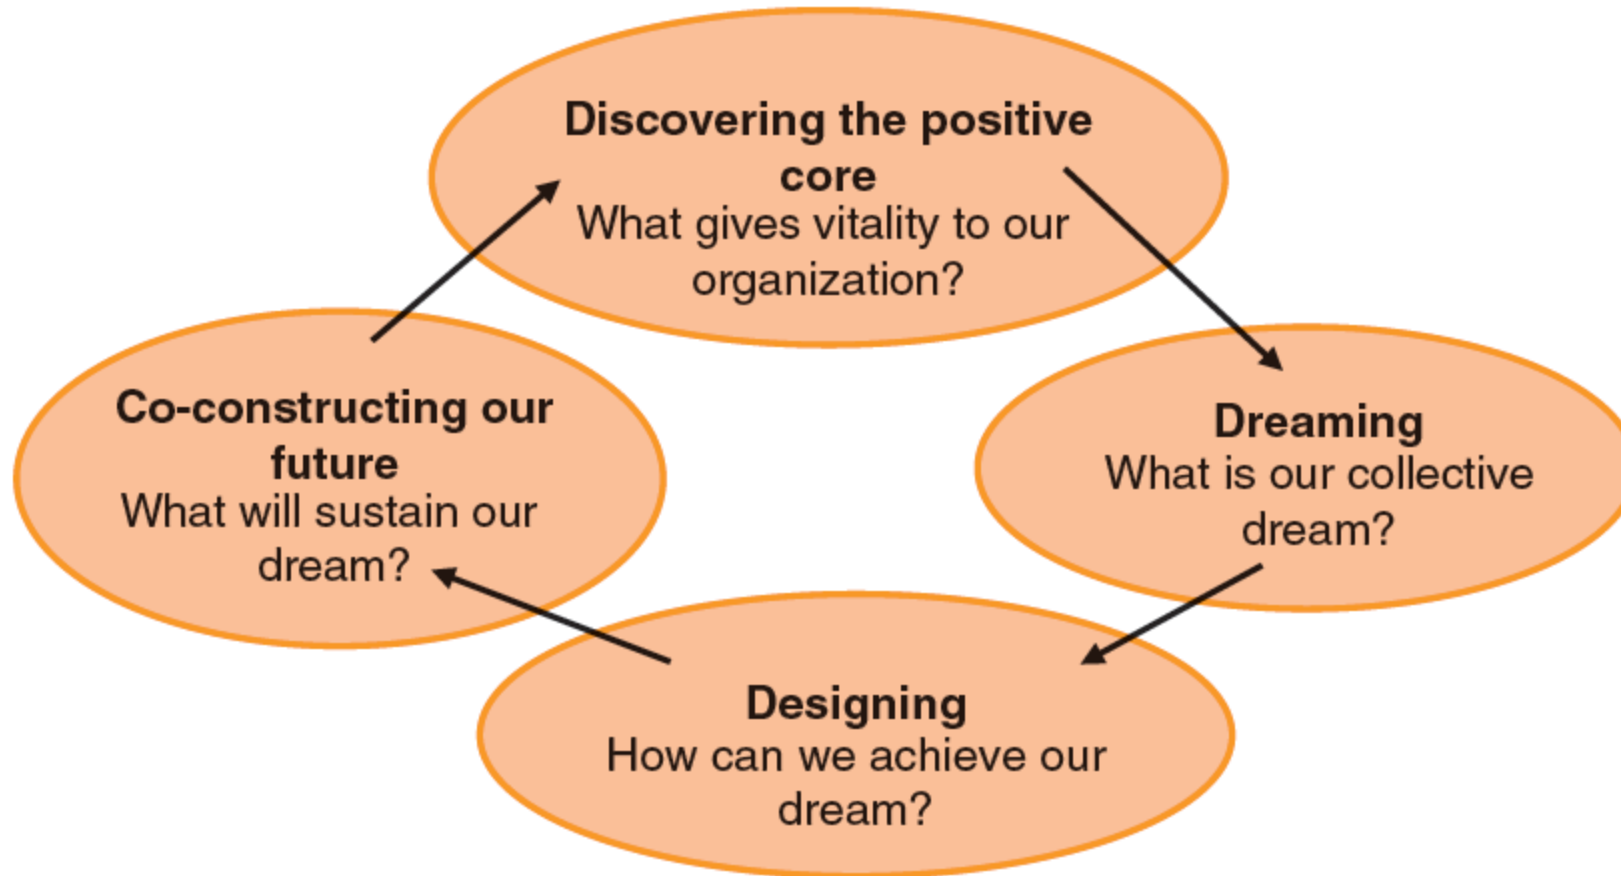 Discovering the positive
core
What gives vitality to our
organization?
Dreaming
What is our collective
dream?
Designing
How can we achieve our
dream?
Co-constructing our
future
What will sustain our
dream?